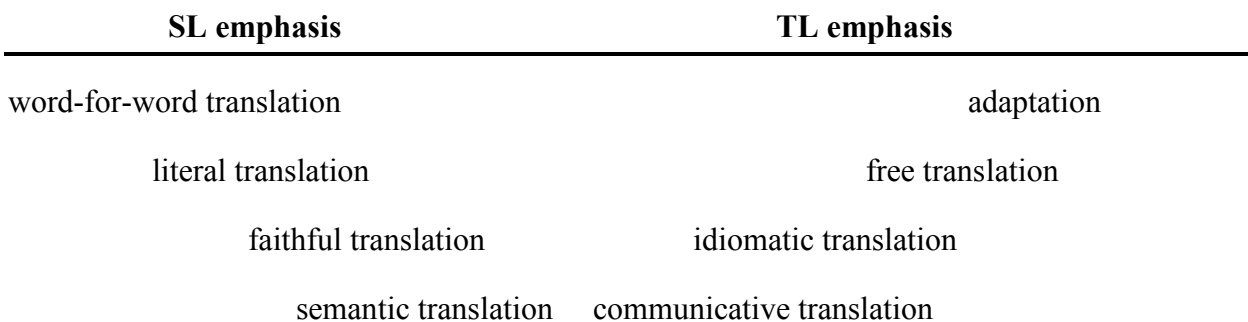 SL emphasis TL emphasis
word-for-word translation adaptation
literal translation free translation
faithful translation idiomatic translation
semantic translation communicative translation